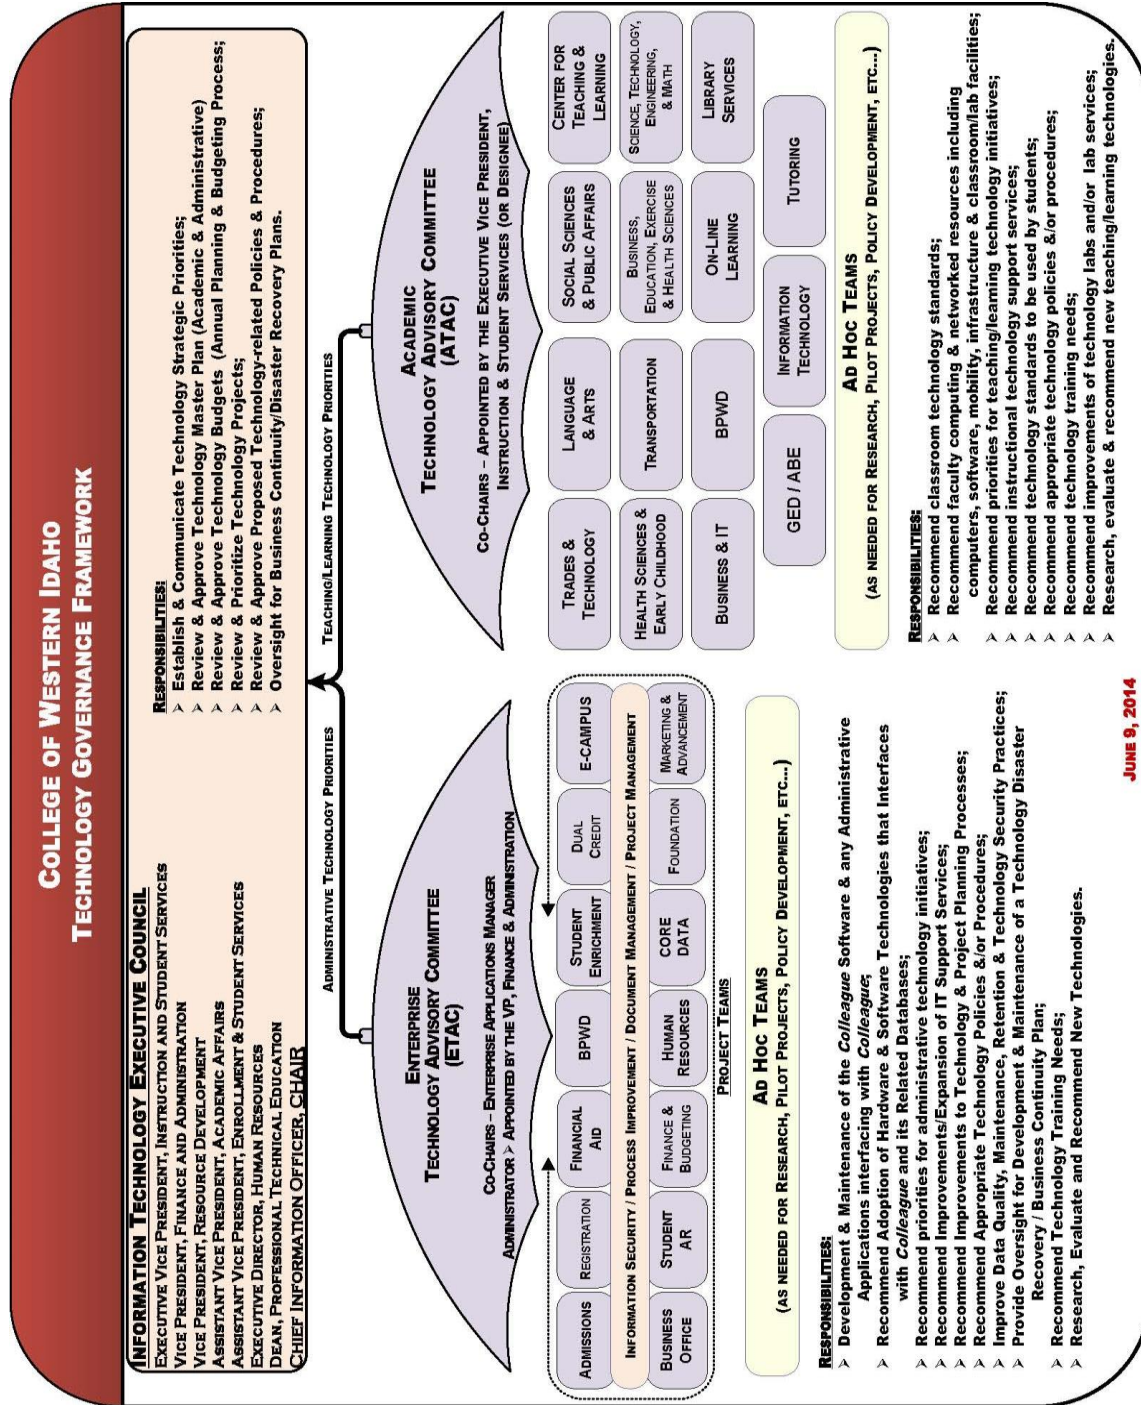 COLLEGE OF WESTERN IDAHO
TECHNOLOGY GOVERNANCE FRAMEWORK
INFORMATION TECHNOLOGY EXECUTIVE COUNCIL
EXECUTIVE VICE PRESIDENT, INSTRUCTION AND STUDENT SERVICES
VICE PRESIDENT, FINANCE AND ADMINISTRATION
VICE PRESIDENT, RESOURCE DEVELOPMENT
ASSISTANT VICE PRESIDENT, ACADEMIC AFFAIRS
ASSISTANT VICE PRESIDENT, ENROLLMENT & STUDENT SERVICES
EXECUTIVE DIRECTOR, HUMAN RESOURCES
DEAN, PROFESSIONAL TECHNICAL EDUCATION
CHIEF INFORMATION OFFICER, CHAIR
RESPONSIBILITIES:
➢ Establish & Communicate Technology Strategic Priorities;
➢ Review & Approve Technology Master Plan (Academic & Administrative)
➢ Review & Approve Technology Budgets (Annual Planning & Budgeting Process;
➢ Review & Prioritize Technology Projects;
➢ Review & Approve Proposed Technology-related Policies & Procedures;
➢ Oversight for Business Continuity/Disaster Recovery Plans.
ADMINISTRATIVE TECHNOLOGY PRIORITIES
TEACHING/LEARNING TECHNOLOGY PRIORITIES
ENTERPRISE
TECHNOLOGY ADVISORY COMMITTEE
(ETAC)
CO-CHAIRS – ENTERPRISE APPLICATIONS MANAGER
ADMINISTRATOR > APPOINTED BY THE VP, FINANCE & ADMINISTRATION
ADMISSIONS
REGISTRATION
FINANCIAL
AID
BPWD
STUDENT
ENRICHMENT
DUAL
CREDIT
E-CAMPUS
INFORMATION SECURITY / PROCESS IMPROVEMENT / DOCUMENT MANAGEMENT / PROJECT MANAGEMENT
BUSINESS
OFFICE
STUDENT
AR
FINANCE &
BUDGETING
HUMAN
RESOURCES
CORE
DATA
FOUNDATION
MARKETING &
ADVANCEMENT
PROJECT TEAMS
AD HOC TEAMS
(AS NEEDED FOR RESEARCH, PILOT PROJECTS, POLICY DEVELOPMENT, ETC...)
RESPONSIBILITIES:
➢ Development & Maintenance of the Colleague Software & any Administrative
Applications interfacing with Colleague;
➢ Recommend Adoption of Hardware & Software Technologies that Interfaces
with Colleague and its Related Databases;
➢ Recommend priorities for administrative technology initiatives;
➢ Recommend Improvements/Expansion of IT Support Services;
➢ Recommend Improvements to Technology & Project Planning Processes;
➢ Recommend Appropriate Technology Policies &/or Procedures;
➢ Improve Data Quality, Maintenance, Retention & Technology Security Practices;
➢ Provide Oversight for Development & Maintenance of a Technology Disaster
Recovery / Business Continuity Plan;
➢ Recommend Technology Training Needs;
➢ Research, Evaluate and Recommend New Technologies.
ACADEMIC
TECHNOLOGY ADVISORY COMMITTEE
(ATAC)
CO-CHAIRS – APPOINTED BY THE EXECUTIVE VICE PRESIDENT,
INSTRUCTION & STUDENT SERVICES (OR DESIGNEE)
TRADES &
TECHNOLOGY
LANGUAGE
& ARTS
SOCIAL SCIENCES
& PUBLIC AFFAIRS
CENTER FOR
TEACHING &
LEARNING
HEALTH SCIENCES &
EARLY CHILDHOOD
TRANSPORTATION
BUSINESS,
EDUCATION, EXERCISE
& HEALTH SCIENCES
SCIENCE, TECHNOLOGY,
ENGINEERING,
& MATH
BUSINESS & IT
BPWD
ON-LINE
LEARNING
LIBRARY
SERVICES
GED / ABE
INFORMATION
TECHNOLOGY
TUTORING
AD HOC TEAMS
(AS NEEDED FOR RESEARCH, PILOT PROJECTS, POLICY DEVELOPMENT, ETC...)
RESPONSIBILITIES:
➢ Recommend classroom technology standards;
➢ Recommend faculty computing & networked resources including
computers, software, mobility, infrastructure & classroom/lab facilities;
➢ Recommend priorities for teaching/learning technology initiatives;
➢ Recommend instructional technology support services;
➢ Recommend technology standards to be used by students;
➢ Recommend appropriate technology policies &/or procedures;
➢ Recommend technology training needs;
➢ Recommend improvements of technology labs and/or lab services;
➢ Research, evaluate & recommend new teaching/learning technologies.
JUNE 9, 2014